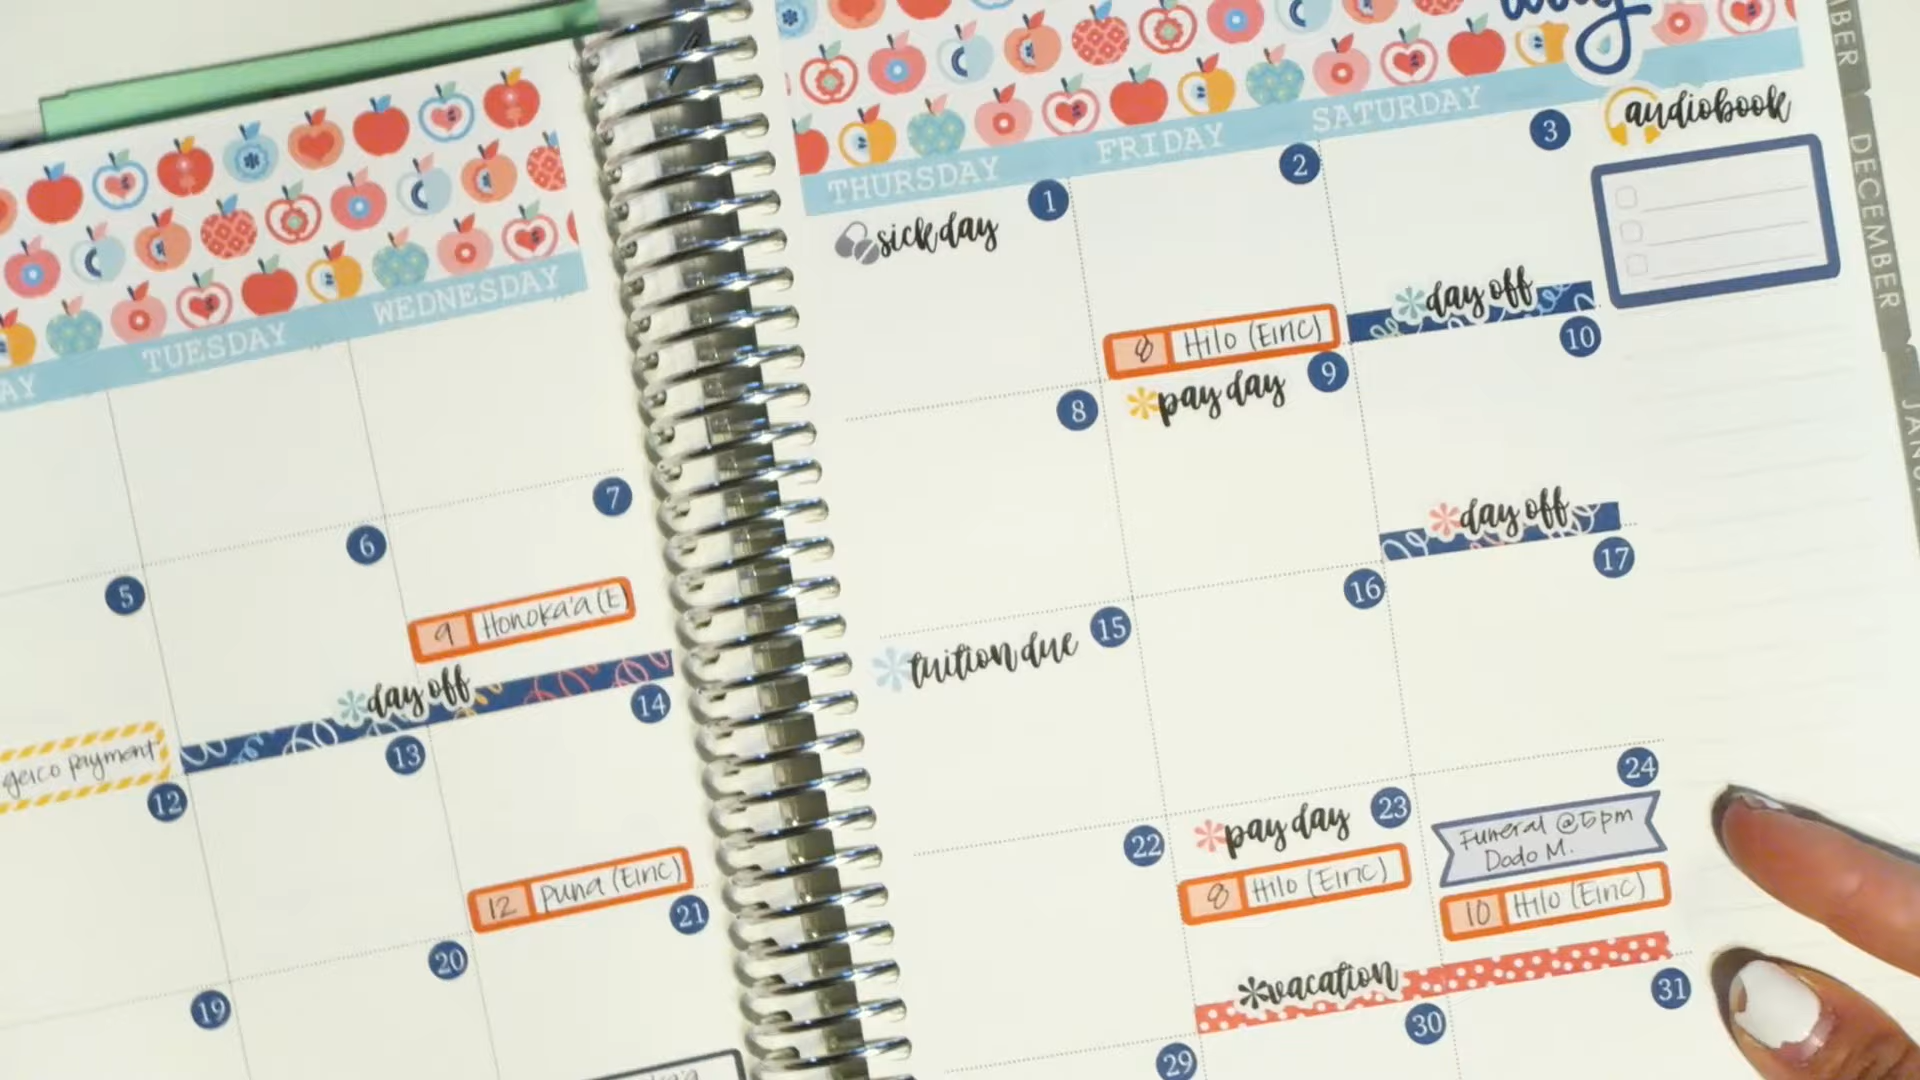 THURSDAY
FRIDAY
SATURDAY
audiobook
TUESDAY
WEDNESDAY
1
2
3
sick day
8 Hilo (Einc)
day off
5
6
7
8
9
10
pay day
9 Honoka'a (E)
day off
day off
geico payment
12
13
14
15
16
17
tuition due
12 Puna (Einc)
19
20
21
22
23
24
pay day
8 Hilo (Einc)
Funeral @5pm
Dodo M.
10 Hilo (Einc)
vacation
29
30
31
DECEMBER